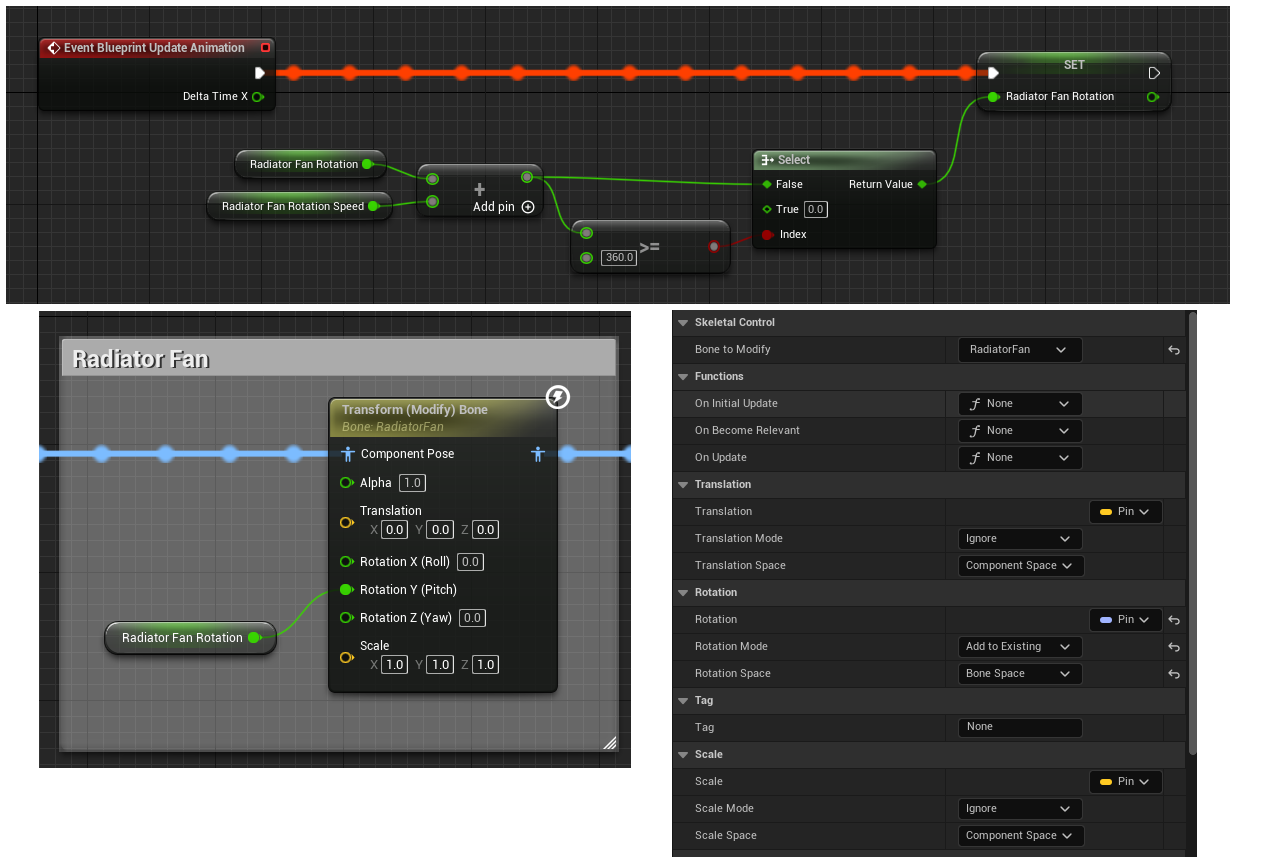 Event Blueprint Update Animation
Delta Time X
SET
Radiator Fan Rotation
Radiator Fan Rotation
Radiator Fan Rotation Speed
+
Add pin
>=
360.0
Select
False Return Value
True 0.0
Index
Radiator Fan
Transform (Modify) Bone
Bone: RadiatorFan
Component Pose
Alpha 1.0
Translation
X 0.0 Y 0.0 Z 0.0
Rotation X (Roll) 0.0
Rotation Y (Pitch)
Rotation Z (Yaw) 0.0
Scale
X 1.0 Y 1.0 Z 1.0
Radiator Fan Rotation
Skeletal Control
Bone to Modify RadiatorFan
Functions
On Initial Update f None
On Become Relevant f None
On Update f None
Translation
Translation Pin
Translation Mode Ignore
Translation Space Component Space
Rotation
Rotation Pin
Rotation Mode Add to Existing
Rotation Space Bone Space
Tag
Tag None
Scale
Scale Pin
Scale Mode Ignore
Scale Space Component Space